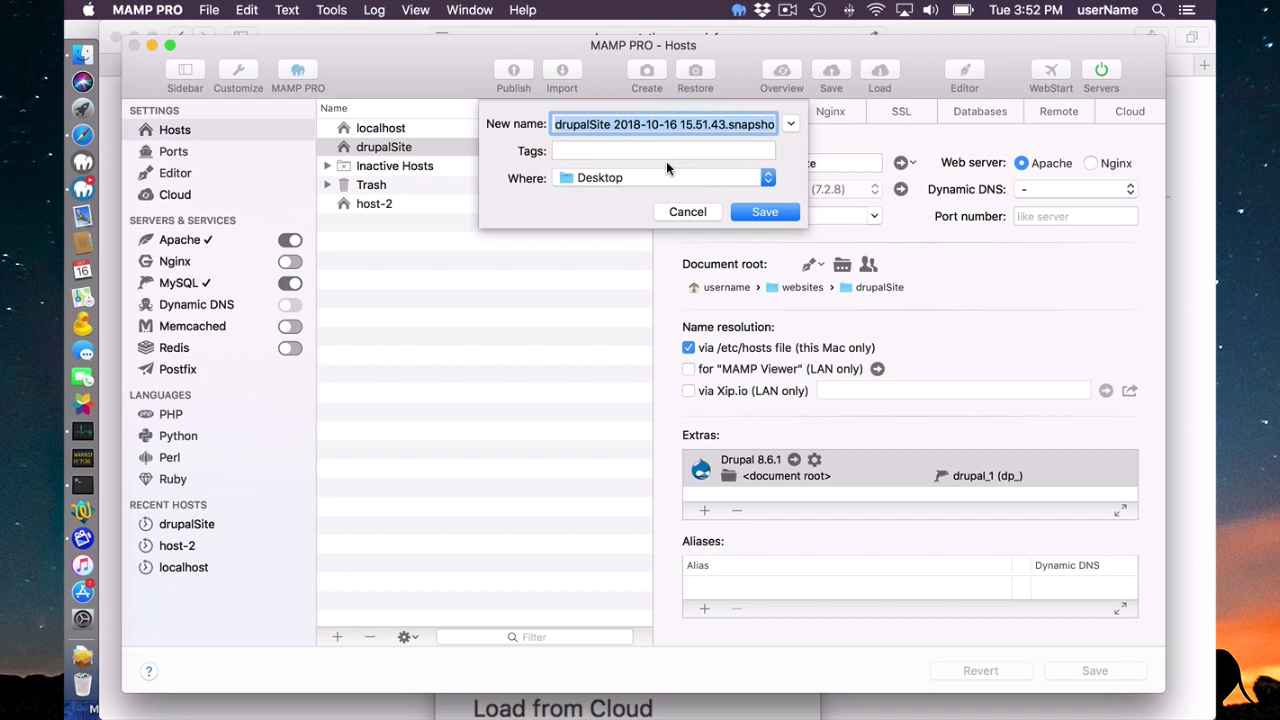 MAMP PRO File Edit Text Tools Log View Window Help Tue 3:52 PM userName
MAMP PRO - Hosts
Sidebar Customize MAMP PRO Publish Import Create Restore Overview Save Load Editor WebStart Servers
SETTINGS
Hosts
Ports
Editor
Cloud
SERVERS & SERVICES
Apache ✓
Nginx
MySQL ✓
Dynamic DNS
Memcached
Redis
Postfix
LANGUAGES
PHP
Python
Perl
Ruby
RECENT HOSTS
drupalSite
host-2
localhost
Name
localhost
drupalSite
Inactive Hosts
Trash
host-2
Filter
New name: drupalSite 2018-10-16 15.51.43.snapsho
Tags:
Where: Desktop
Cancel Save
Nginx SSL Databases Remote Cloud
te Web server: Apache Nginx
(7.2.8) Dynamic DNS: -
Port number: like server
Document root:
username › websites › drupalSite
Name resolution:
via /etc/hosts file (this Mac only)
for "MAMP Viewer" (LAN only)
via Xip.io (LAN only)
Extras:
Drupal 8.6.1
<document root> drupal_1 (dp_)
Aliases:
Alias Dynamic DNS
? Revert Save
Load from Cloud